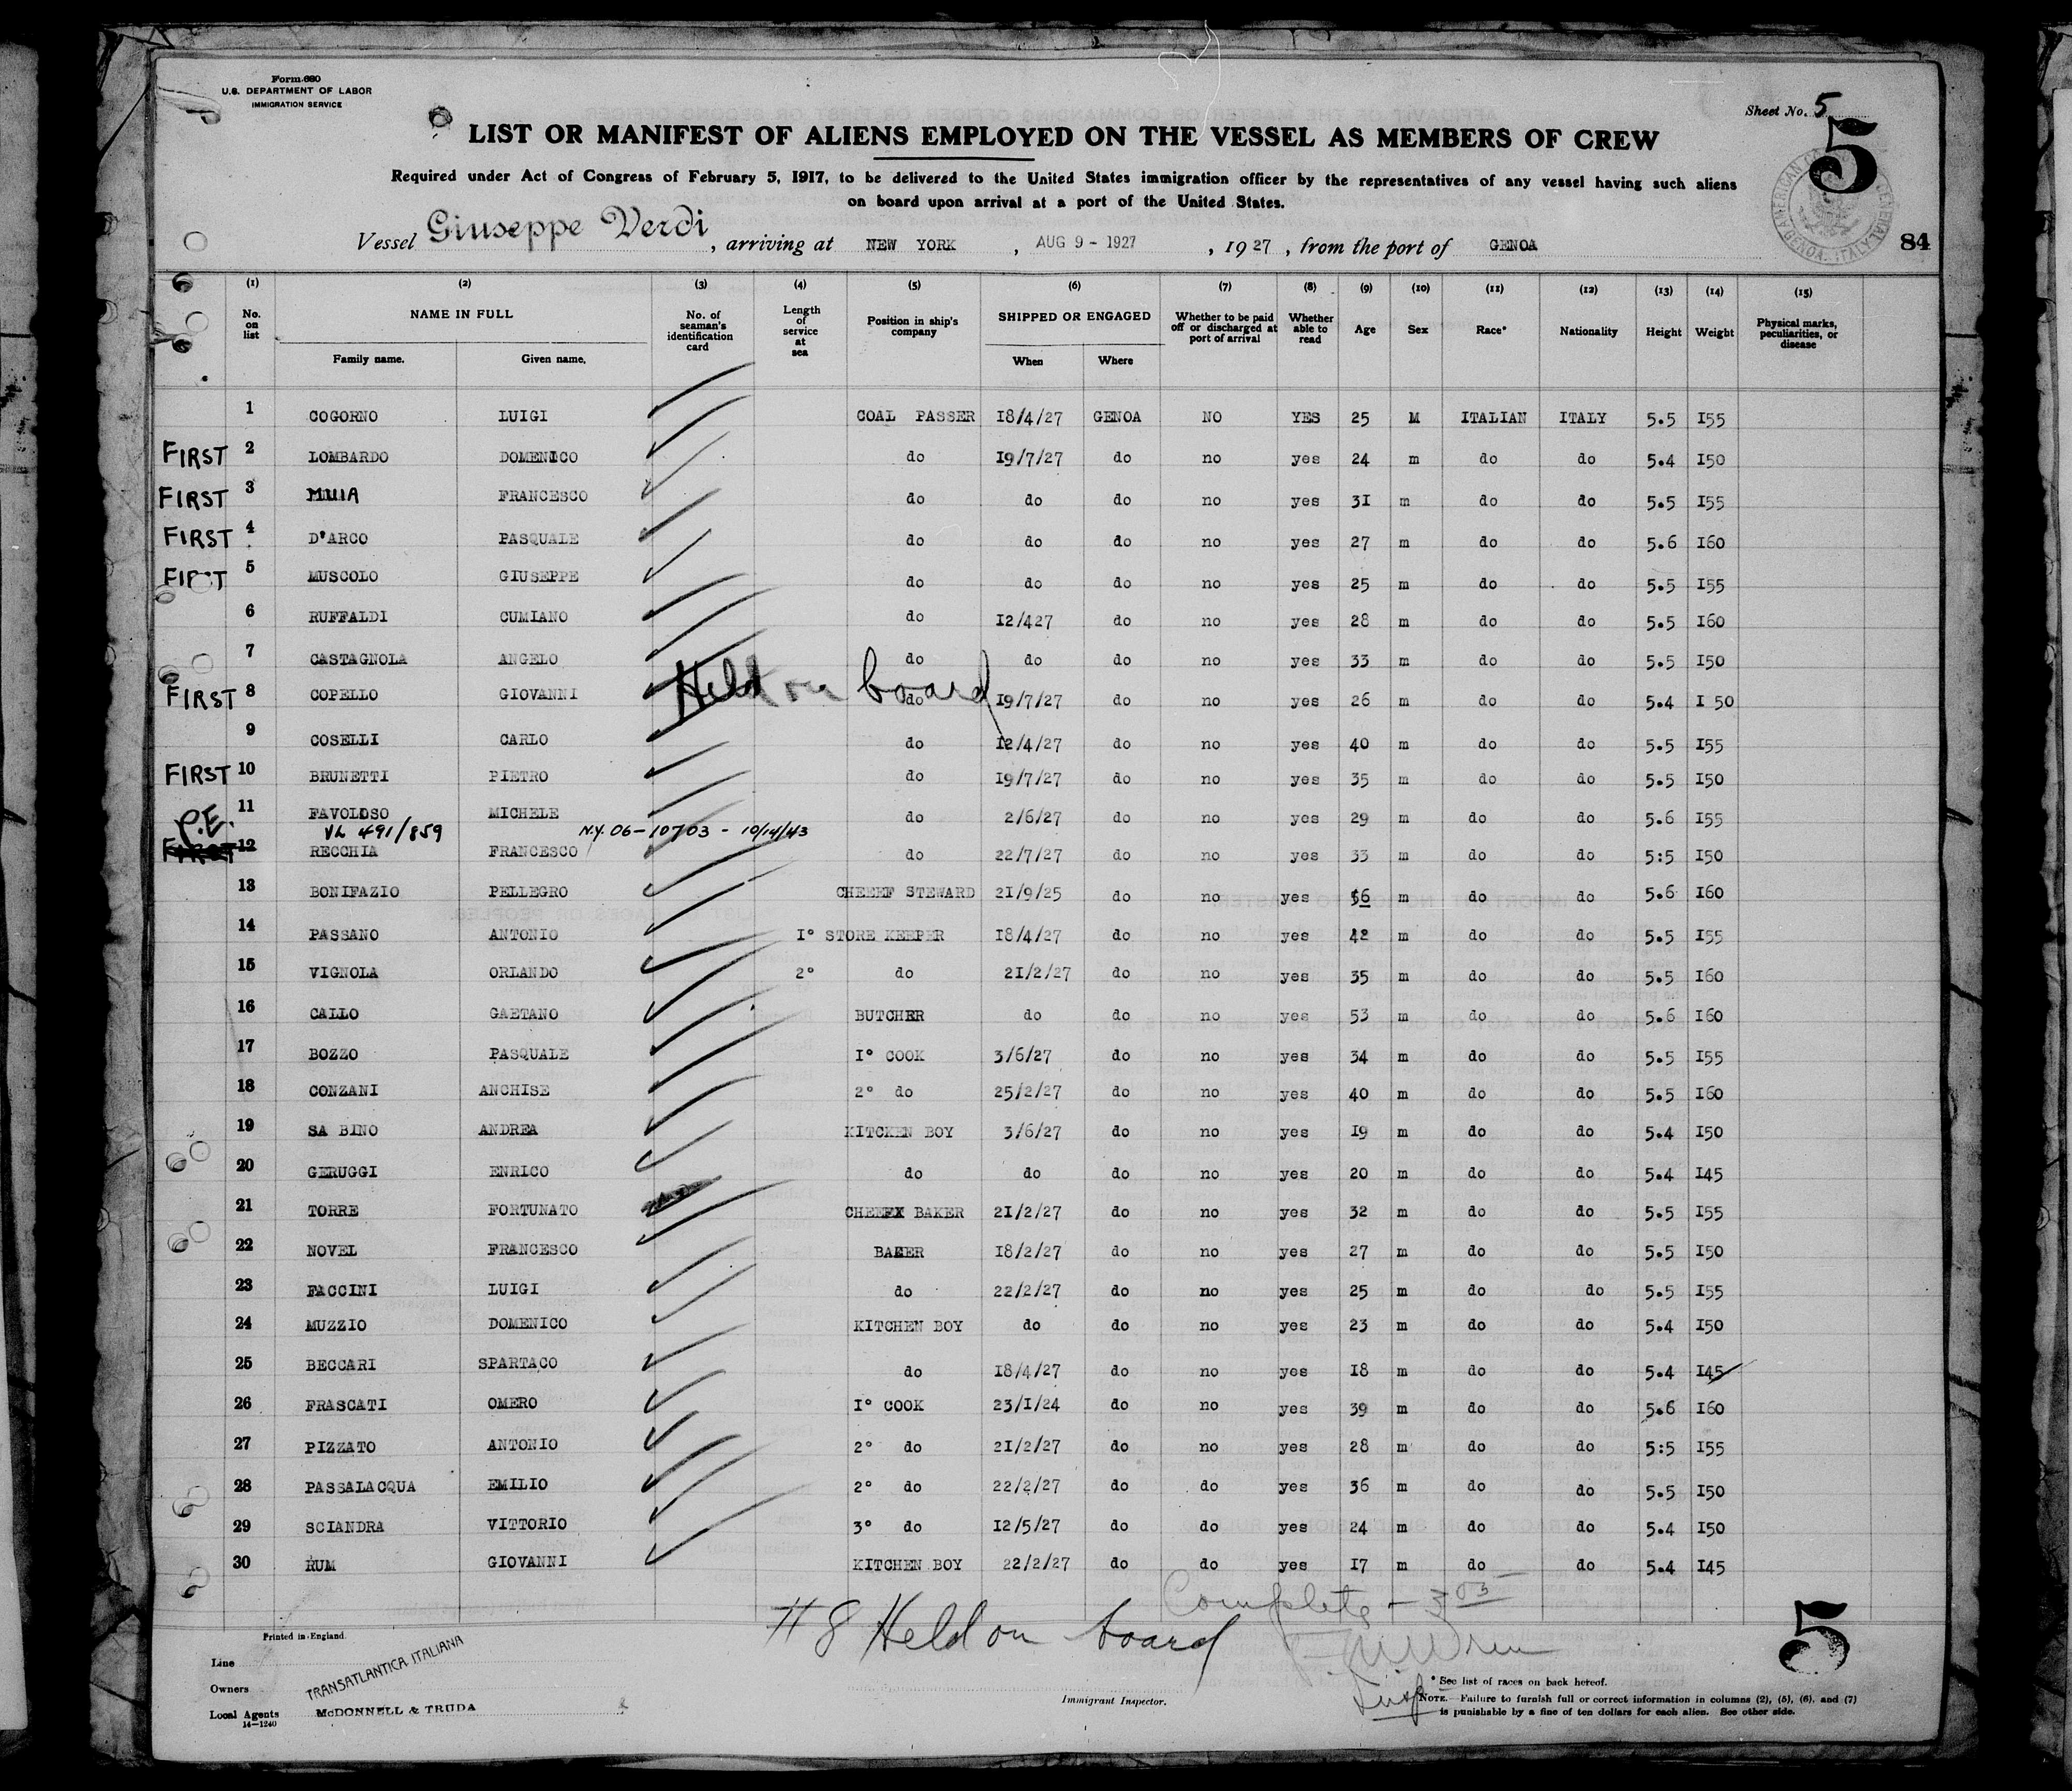 Form 680
U.S. DEPARTMENT OF LABOR
IMMIGRATION SERVICE
Sheet No. 5
5
LIST OR MANIFEST OF ALIENS EMPLOYED ON THE VESSEL AS MEMBERS OF CREW
Required under Act of Congress of February 5, 1917, to be delivered to the United States immigration officer by the representatives of any vessel having such aliens
on board upon arrival at a port of the United States.
Vessel Giuseppe Verdi, arriving at NEW YORK, AUG 9 - 1927, 1927, from the port of GENOA
84
(1) (2) (3) (4) (5) (6) (7) (8) (9) (10) (11) (12) (13) (14) (15)
No. on list NAME IN FULL Family name. Given name. No. of seaman's identification card Length of service at sea Position in ship's company SHIPPED OR ENGAGED When Where Whether to be paid off or discharged at port of arrival Whether able to read Age Sex Race* Nationality Height Weight Physical marks, peculiarities, or disease
1 COGORNO LUIGI COAL PASSER 18/4/27 GENOA NO YES 25 M ITALIAN ITALY 5.5 155
FIRST 2 LOMBARDO DOMENICO do 19/7/27 do no yes 24 m do do 5.4 150
FIRST 3 MUIA FRANCESCO do do do no yes 31 m do do 5.5 155
FIRST 4 D'ARCO PASQUALE do do do no yes 27 m do do 5.6 160
FIRST 5 MUSCOLO GIUSEPPE do do do no yes 25 m do do 5.5 155
6 RUFFALDI CUMIANO do 12/427 do no yes 28 m do do 5.5 160
7 CASTAGNOLA ANGELO do do do no yes 33 m do do 5.5 150
FIRST 8 COPELLO GIOVANNI Held on board do 19/7/27 do no yes 26 m do do 5.4 1 50
9 COSELLI CARLO do 12/4/27 do no yes 40 m do do 5.5 155
FIRST 10 BRUNETTI PIETRO do 19/7/27 do no yes 35 m do do 5.5 150
11 FAVOLOSO MICHELE do 2/6/27 do no yes 29 m do do 5.6 155
P.E. VL 491/859 N.Y. 06-10703 - 10/14/43
FIRST 12 RECCHIA FRANCESCO do 22/7/27 do no yes 33 m do do 5:5 150
13 BONIFAZIO PELLEGRO CHEEEF STEWARD 21/9/25 do no yes 56 m do do 5.6 160
14 PASSANO ANTONIO 1° STORE KEEPER 18/4/27 do no yes 42 m do do 5.5 155
15 VIGNOLA ORLANDO 2° do 21/2/27 do no yes 35 m do do 5.5 160
16 CALLO GAETANO BUTCHER do do no yes 53 m do do 5.6 160
17 BOZZO PASQUALE 1° COOK 3/6/27 do no yes 34 m do do 5.5 155
18 CONZANI ANCHISE 2° do 25/2/27 do no yes 40 m do do 5.5 160
19 SA BINO ANDREA KITCKEN BOY 3/6/27 do no yes 19 m do do 5.4 150
20 GERUGGI ENRICO do do do no yes 20 m do do 5.4 145
21 TORRE FORTUNATO CHEEFX BAKER 21/2/27 do no yes 32 m do do 5.5 155
22 NOVEL FRANCESCO BAKER 18/2/27 do no yes 27 m do do 5.5 150
23 FACCINI LUIGI do 22/2/27 do no yes 25 m do do 5.5 155
24 MUZZIO DOMENICO KITCHEN BOY do do no yes 23 m do do 5.4 150
25 BECCARI SPARTACO do 18/4/27 do no yes 18 m do do 5.4 145
26 FRASCATI OMERO 1° COOK 23/1/24 do no yes 39 m do do 5.6 160
27 PIZZATO ANTONIO 2° do 21/2/27 do no yes 28 m do do 5:5 155
28 PASSALACQUA EMILIO 2° do 22/2/27 do do yes 36 m do do 5.5 150
29 SCIANDRA VITTORIO 3° do 12/5/27 do do yes 24 m do do 5.4 150
30 RUM GIOVANNI KITCHEN BOY 22/2/27 do do yes 17 m do do 5.4 145
Complete - 3
# 8 Held on board
5
Printed in England.
Line
Owners TRANSATLANTICA ITALIANA
Local Agents McDONNELL & TRUDA
14-1240
Immigrant Inspector.
Insp
* See list of races on back hereof.
NOTE.—Failure to furnish full or correct information in columns (2), (5), (6), and (7)
is punishable by a fine of ten dollars for each alien. See other side.